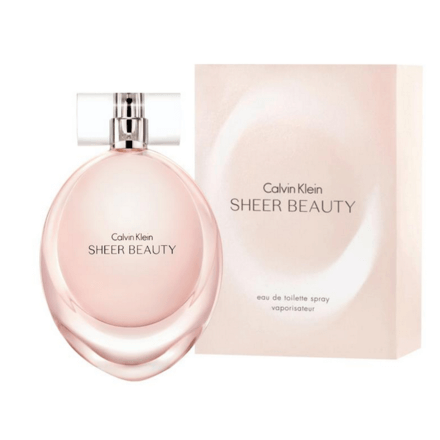 Calvin Klein
SHEER BEAUTY
Calvin Klein
SHEER BEAUTY
eau de toilette spray
vaporisateur